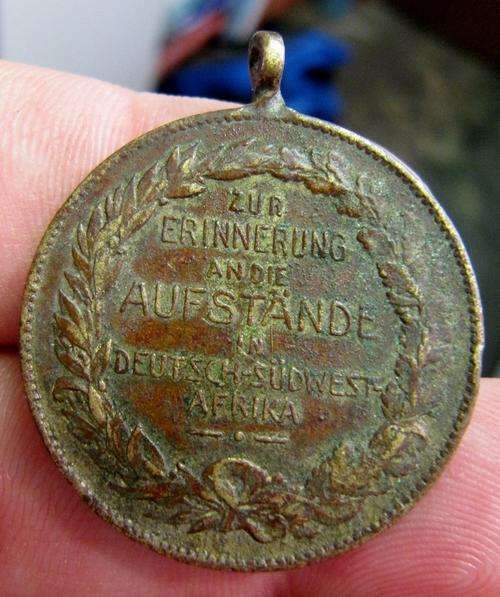 ZUR
ERINNERUNG
AN DIE
AUFSTÄNDE
IN
DEUTSCH-SÜDWEST-
AFRIKA